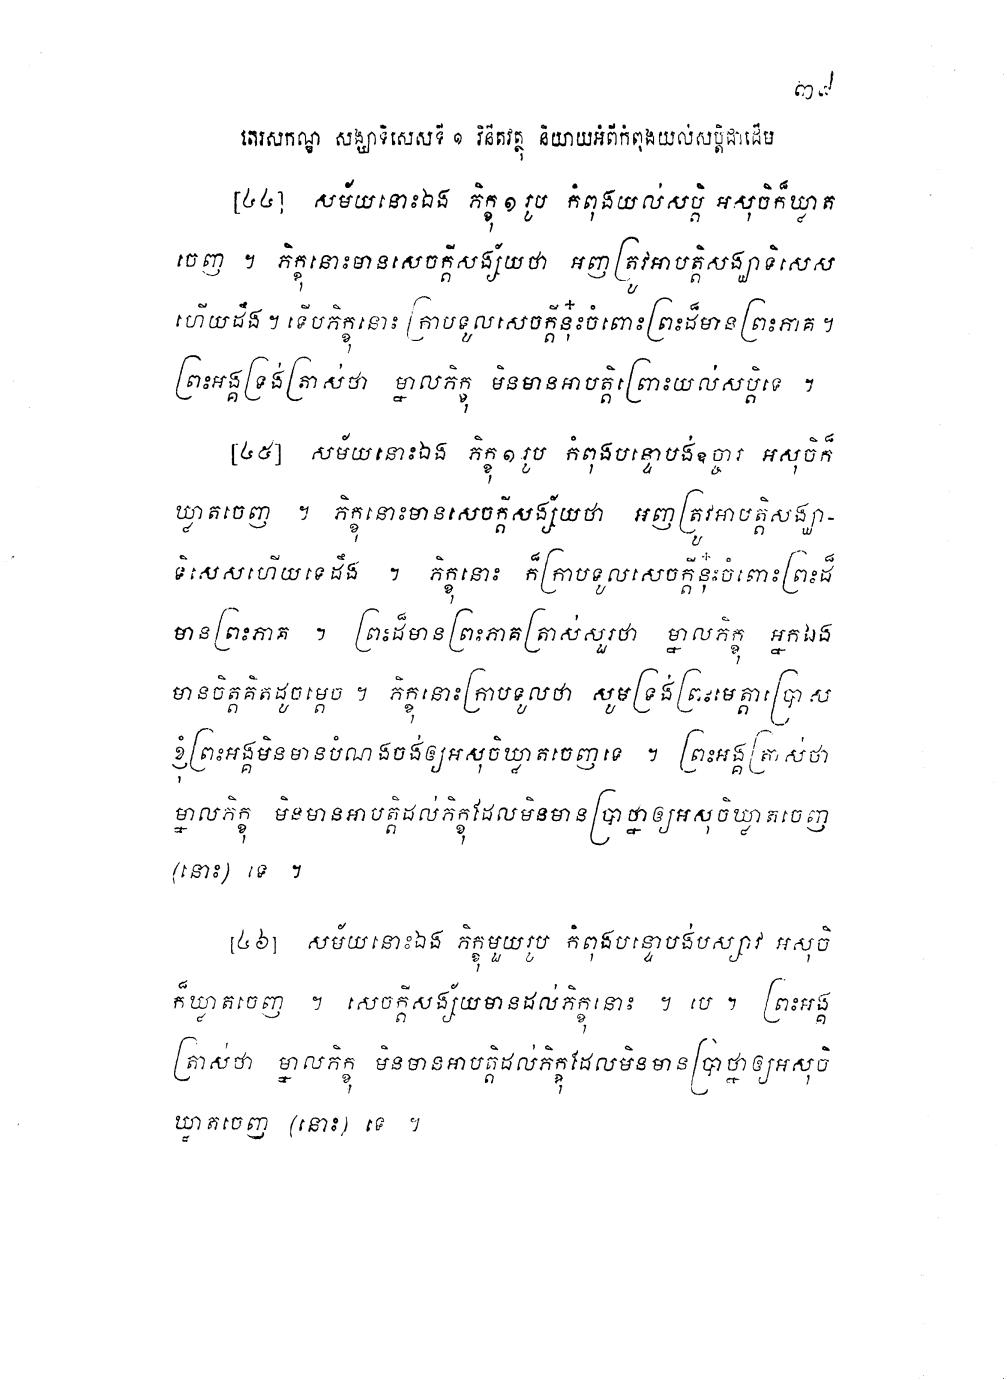 ៣៩
តេរសកណ្ឌ សង្ឃាទិសេសទី ១ វិនីតវត្ថុ និយាយអំពីកំពុងយល់សប្តិជាដើម
[៤៤] សម័យនោះឯង ភិក្ខុ ១ រូប កំពុងយល់សប្តិ អសុចិក៏ឃ្លាត
ចេញ ។ ភិក្ខុនោះមានសេចក្តីសង្ស័យថា អញត្រូវអាបត្តិសង្ឃាទិសេស
ហើយដឹង ។ ទើបភិក្ខុនោះ ក្រាបទូលសេចក្តីនុ៎ះចំពោះព្រះដ៏មានព្រះភាគ ។
ព្រះអង្គទ្រង់ត្រាស់ថា ម្នាលភិក្ខុ មិនមានអាបត្តិព្រោះយល់សប្តិទេ ។
[៤៥] សម័យនោះឯង ភិក្ខុ ១ រូប កំពុងបន្ទោបង់ឧច្ចារ អសុចិក៏
ឃ្លាតចេញ ។ ភិក្ខុនោះមានសេចក្តីសង្ស័យថា អញត្រូវអាបត្តិសង្ឃា-
ទិសេសហើយទេដឹង ។ ភិក្ខុនោះ ក៏ក្រាបទូលសេចក្តីនុ៎ះចំពោះព្រះដ៏
មានព្រះភាគ ។ ព្រះដ៏មានព្រះភាគត្រាស់សួរថា ម្នាលភិក្ខុ អ្នកឯង
មានចិត្តគិតដូចម្តេច ។ ភិក្ខុនោះក្រាបទូលថា សូមទ្រង់ព្រះមេត្តាប្រោស
ខ្ញុំព្រះអង្គមិនមានបំណងចង់ឲ្យអសុចិឃ្លាតចេញទេ ។ ព្រះអង្គត្រាស់ថា
ម្នាលភិក្ខុ មិនមានអាបត្តិដល់ភិក្ខុដែលមិនមានប្រាថ្នាឲ្យអសុចិឃ្លាតចេញ
(នោះ) ទេ ។
[៤៦] សម័យនោះឯង ភិក្ខុមួយរូប កំពុងបន្ទោបង់បស្សាវ អសុចិ
ក៏ឃ្លាតចេញ ។ សេចក្តីសង្ស័យមានដល់ភិក្ខុនោះ ។ បេ ។ ព្រះអង្គ
ត្រាស់ថា ម្នាលភិក្ខុ មិនមានអាបត្តិដល់ភិក្ខុដែលមិនមានប្រាថ្នាឲ្យអសុចិ
ឃ្លាតចេញ (នោះ) ទេ ។